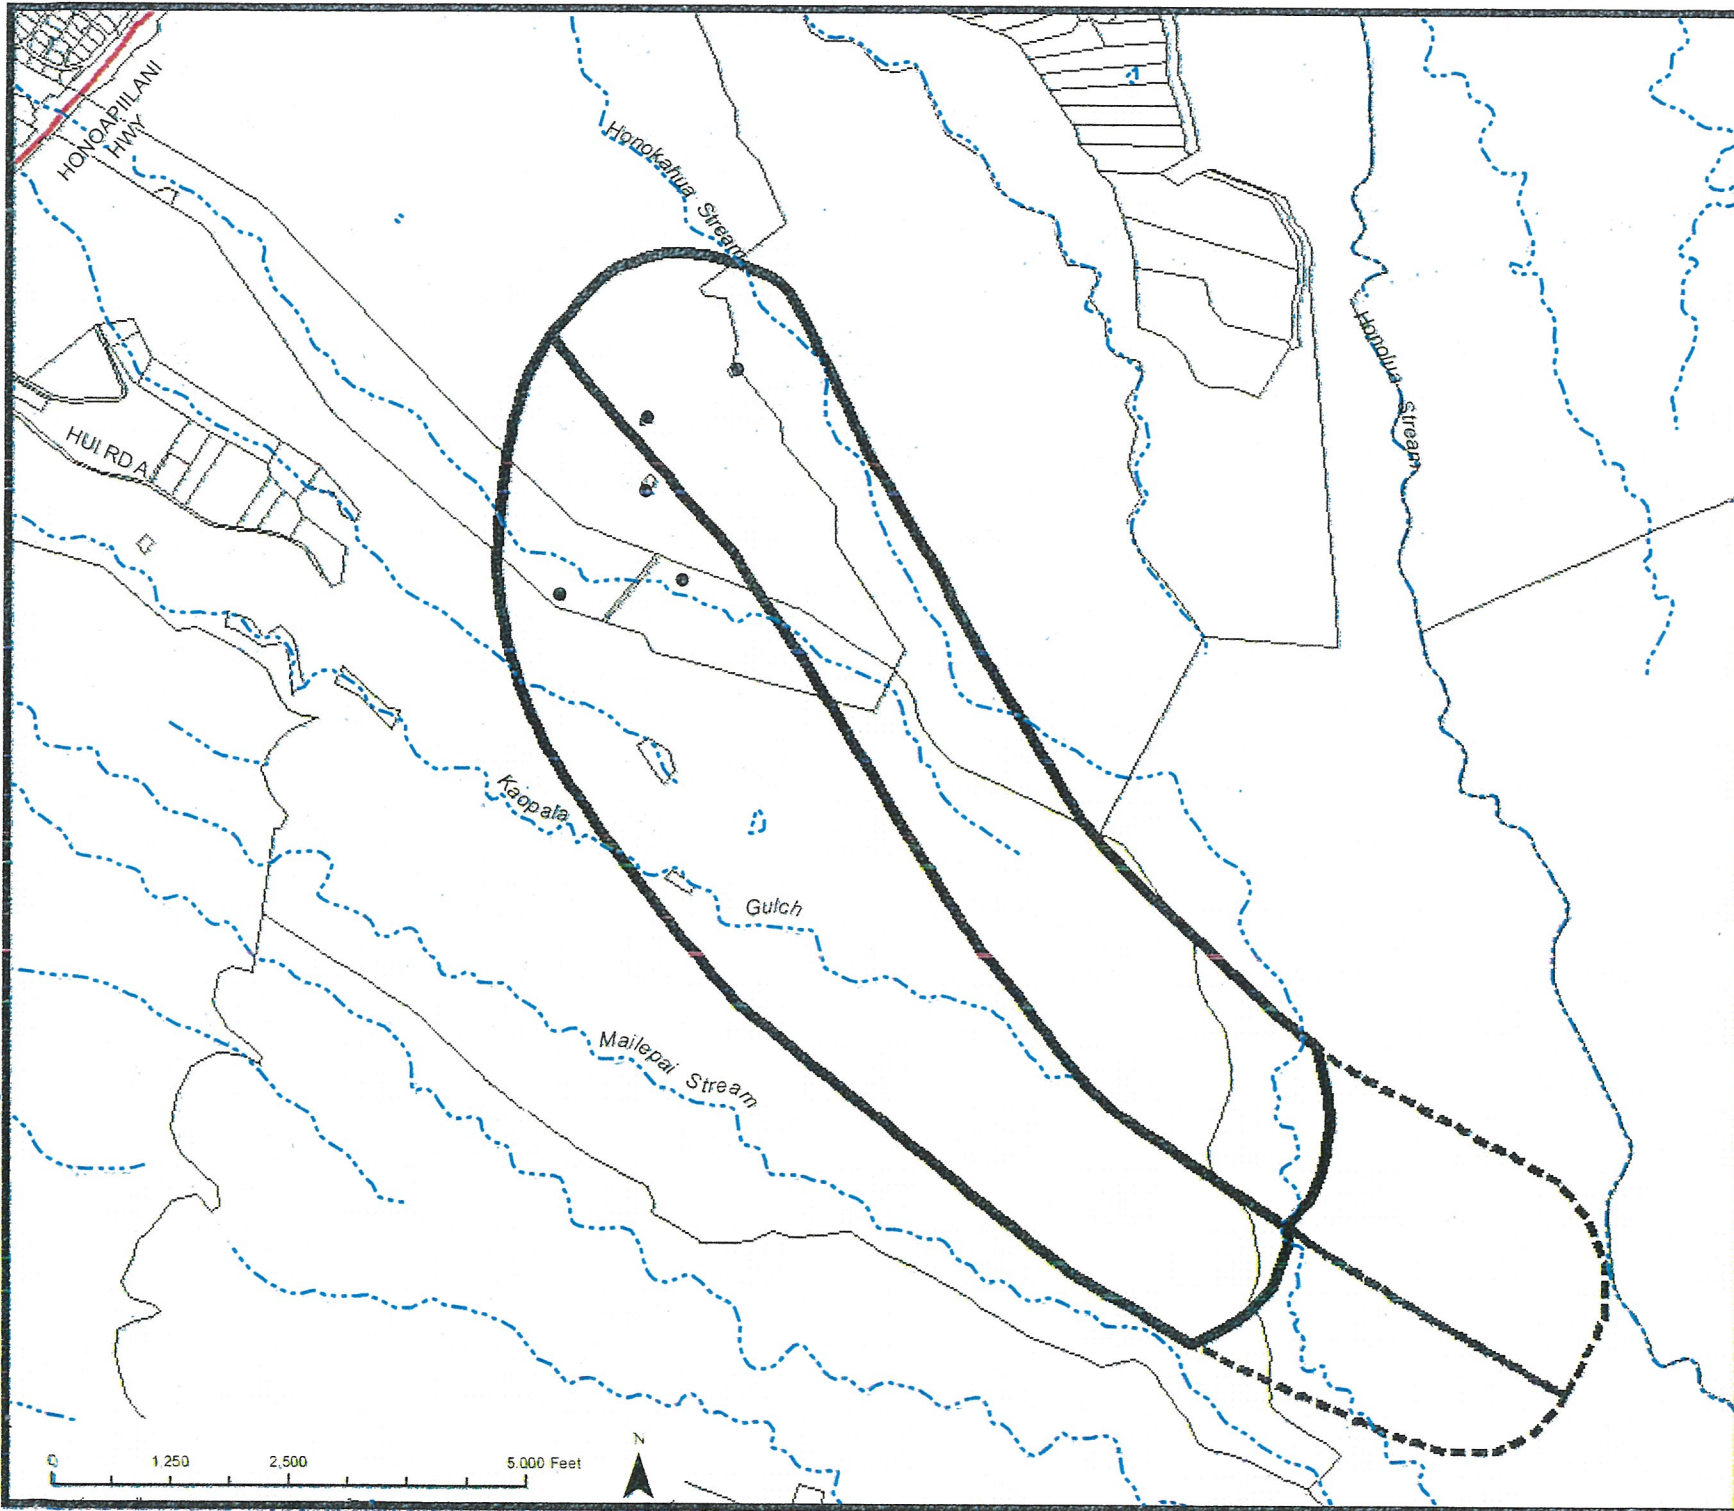 HONOAPIILANI
HWY
Honokahua Stream
Honolua Stream
HUI RD A
Kaopala
Gulch
Mailepai Stream
0 1,250 2,500 5,000 Feet
N